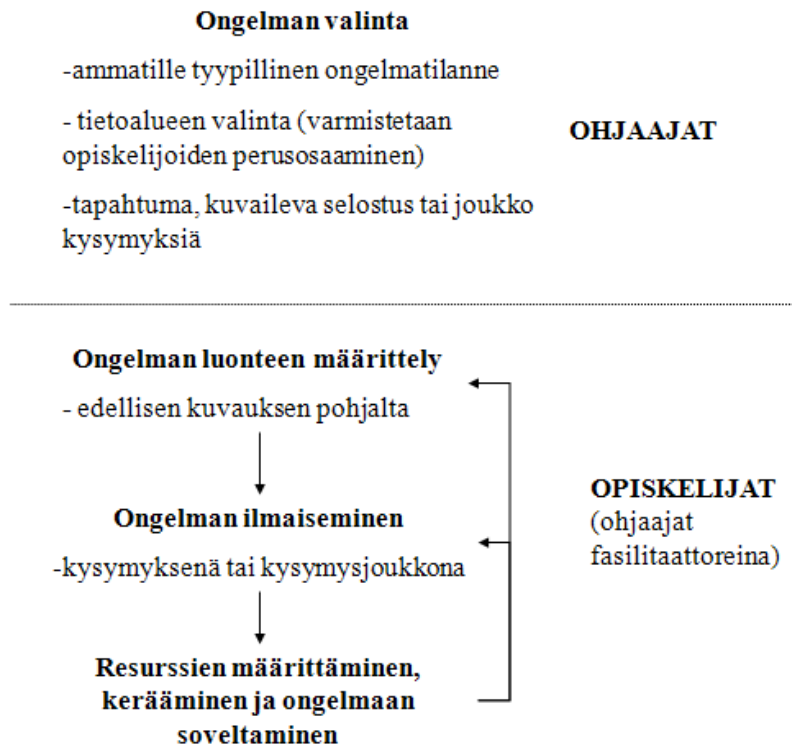 Ongelman valinta
-ammatille tyypillinen ongelmatilanne
- tietoalueen valinta (varmistetaan
opiskelijoiden perusosaaminen)
-tapahtuma, kuvaileva selostus tai joukko
kysymyksiä
OHJAAJAT
Ongelman luonteen määrittely
- edellisen kuvauksen pohjalta
Ongelman ilmaiseminen
-kysymyksenä tai kysymysjoukkona
Resurssien määrittäminen,
kerääminen ja ongelmaan
soveltaminen
OPISKELIJAT
(ohjaajat
fasilitaattoreina)